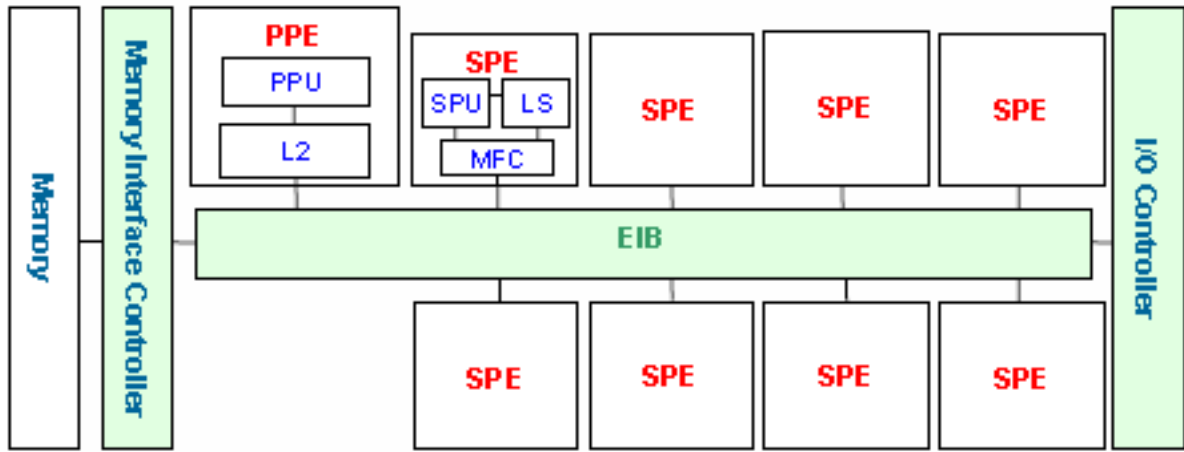 Memory
Memory Interface Controller
PPE
PPU
L2
SPE
SPU
LS
MFC
SPE
SPE
SPE
I/O Controller
EIB
SPE
SPE
SPE
SPE